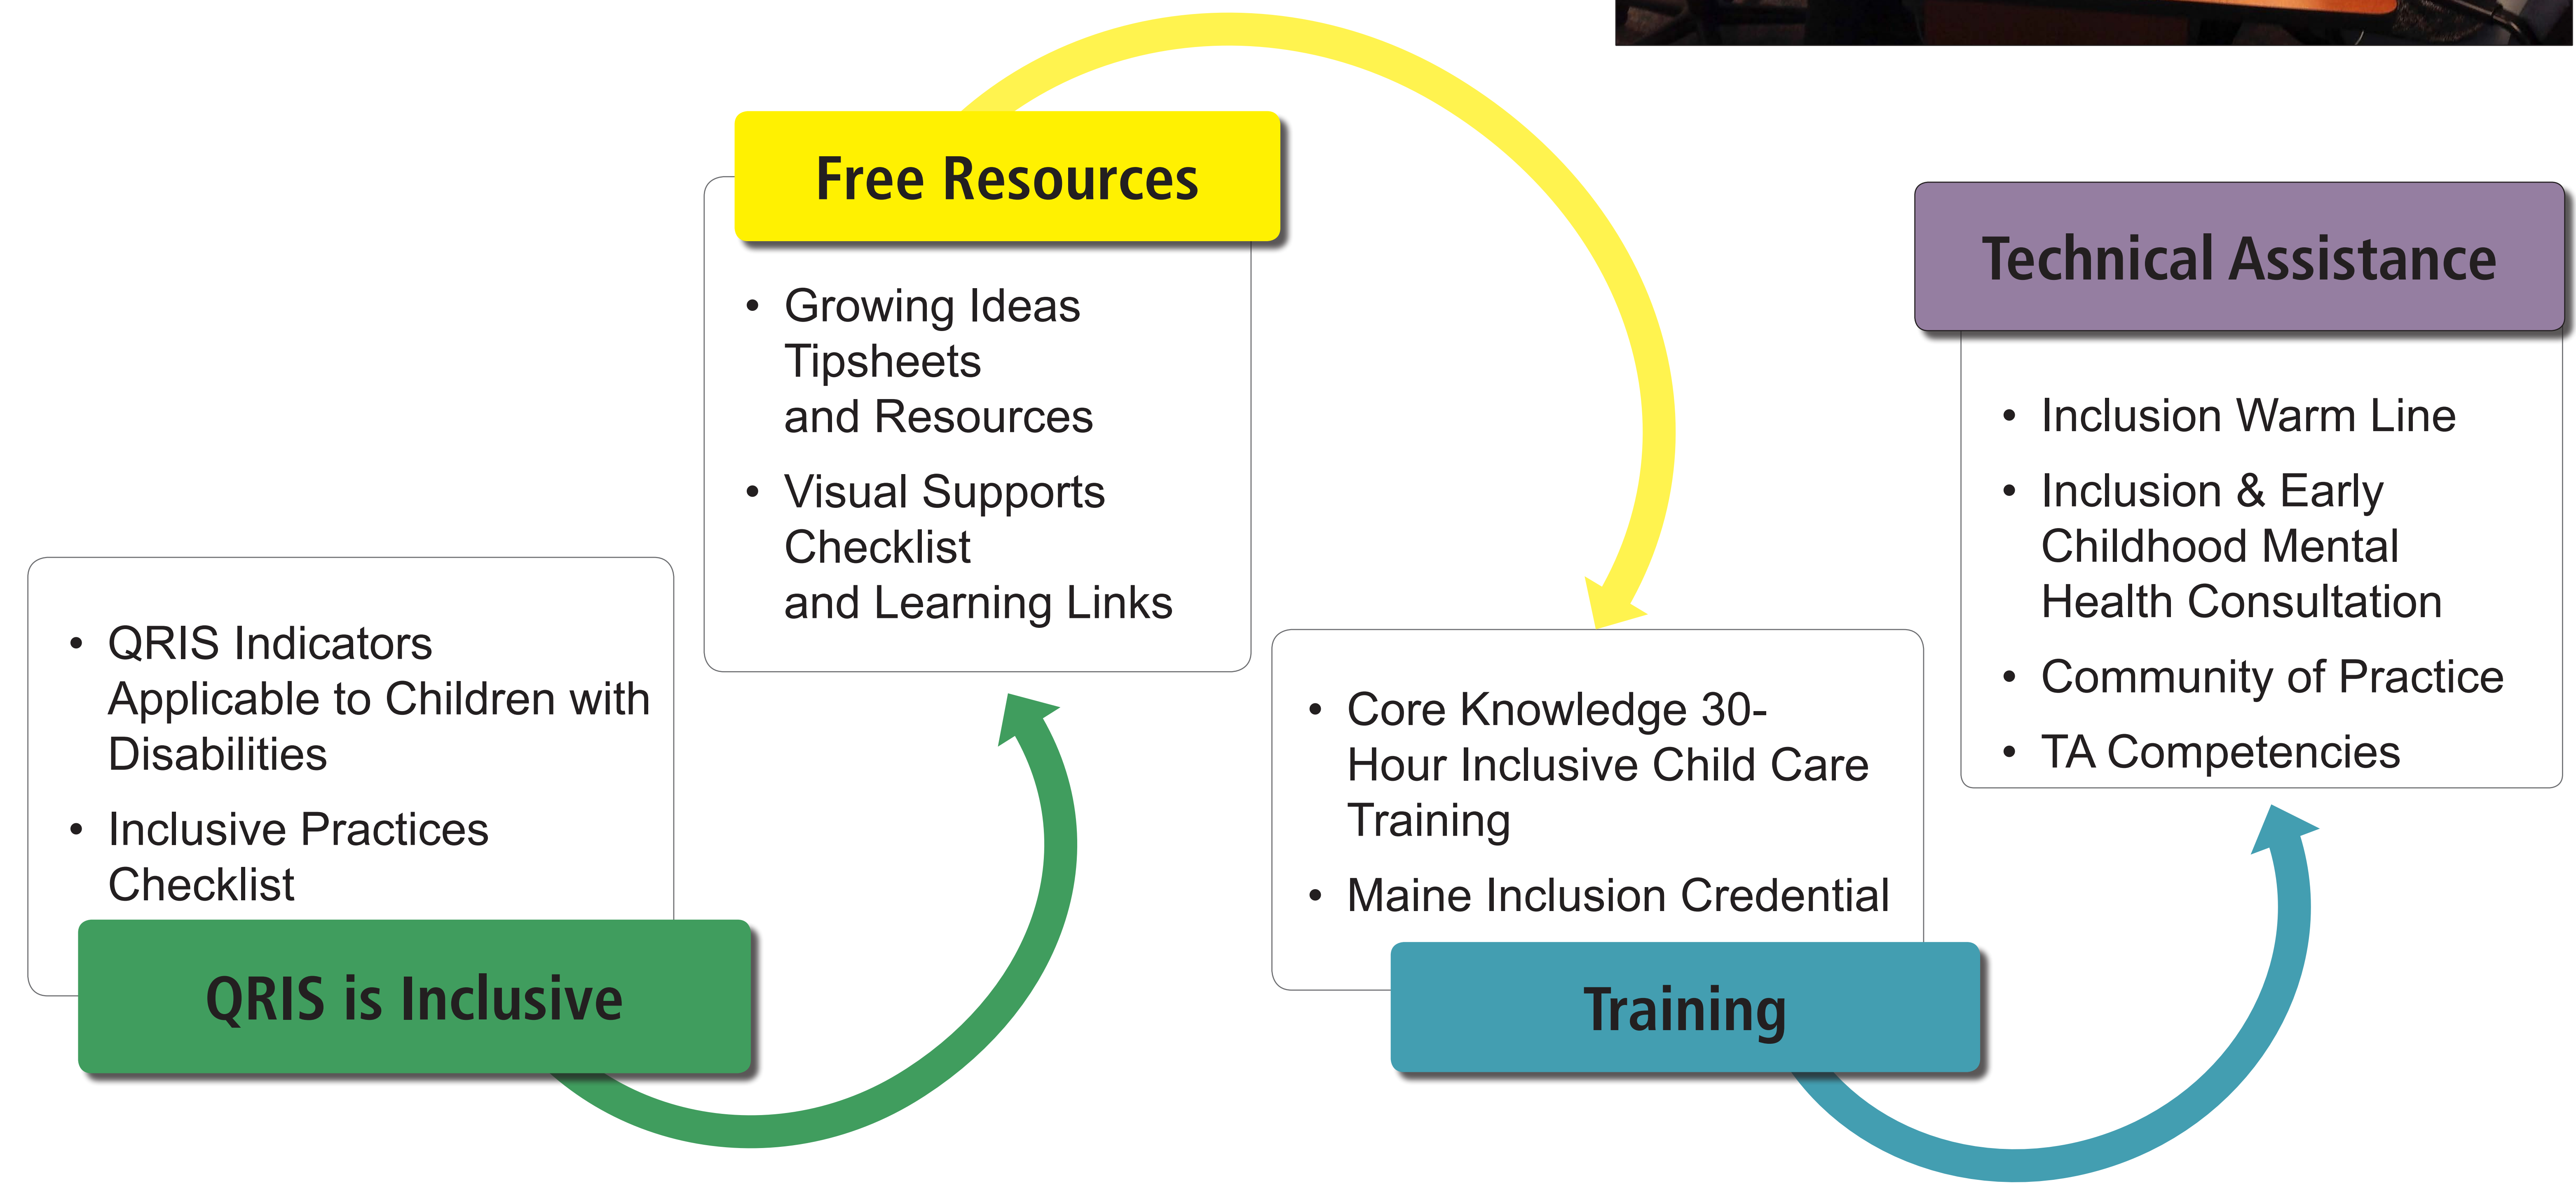 QRIS is Inclusive
• QRIS Indicators
Applicable to Children with
Disabilities
• Inclusive Practices
Checklist
Free Resources
• Growing Ideas
Tipsheets
and Resources
• Visual Supports
Checklist
and Learning Links
• Core Knowledge 30-
Hour Inclusive Child Care
Training
• Maine Inclusion Credential
Training
Technical Assistance
• Inclusion Warm Line
• Inclusion & Early
Childhood Mental
Health Consultation
• Community of Practice
• TA Competencies